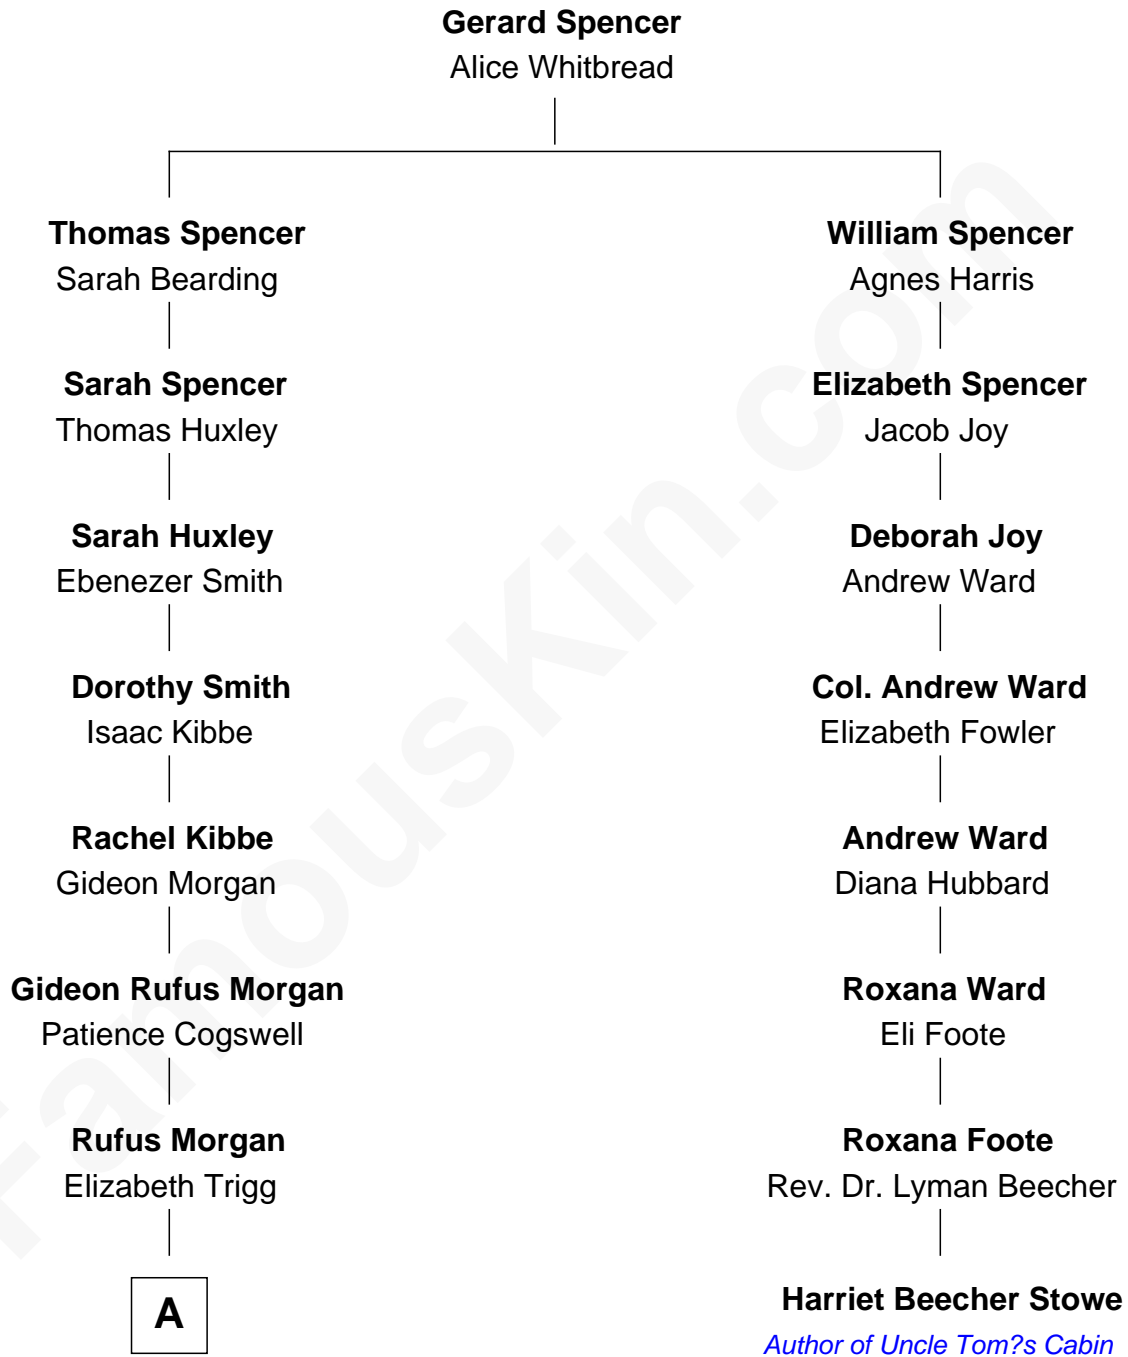 Gerard Spencer
Alice Whitbread
Thomas Spencer
Sarah Bearding
Sarah Spencer
Thomas Huxley
Sarah Huxley
Ebenezer Smith
Dorothy Smith
Isaac Kibbe
Rachel Kibbe
Gideon Morgan
Gideon Rufus Morgan
Patience Cogswell
Rufus Morgan
Elizabeth Trigg
A
William Spencer
Agnes Harris
Elizabeth Spencer
Jacob Joy
Deborah Joy
Andrew Ward
Col. Andrew Ward
Elizabeth Fowler
Andrew Ward
Diana Hubbard
Roxana Ward
Eli Foote
Roxana Foote
Rev. Dr. Lyman Beecher
Harriet Beecher Stowe
Author of Uncle Tom?s Cabin
FamousKin.com